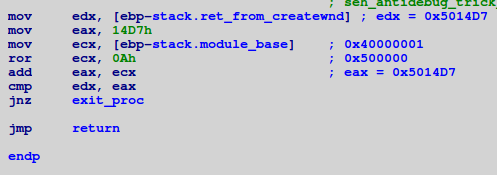 ; seh_antidebug_trick_
mov edx, [ebp-stack.ret_from_createwnd] ; edx = 0x5014D7
mov eax, 14D7h
mov ecx, [ebp-stack.module_base] ; 0x40000001
ror ecx, 0Ah ; 0x500000
add eax, ecx ; eax = 0x5014D7
cmp edx, eax
jnz exit_proc
jmp return
endp